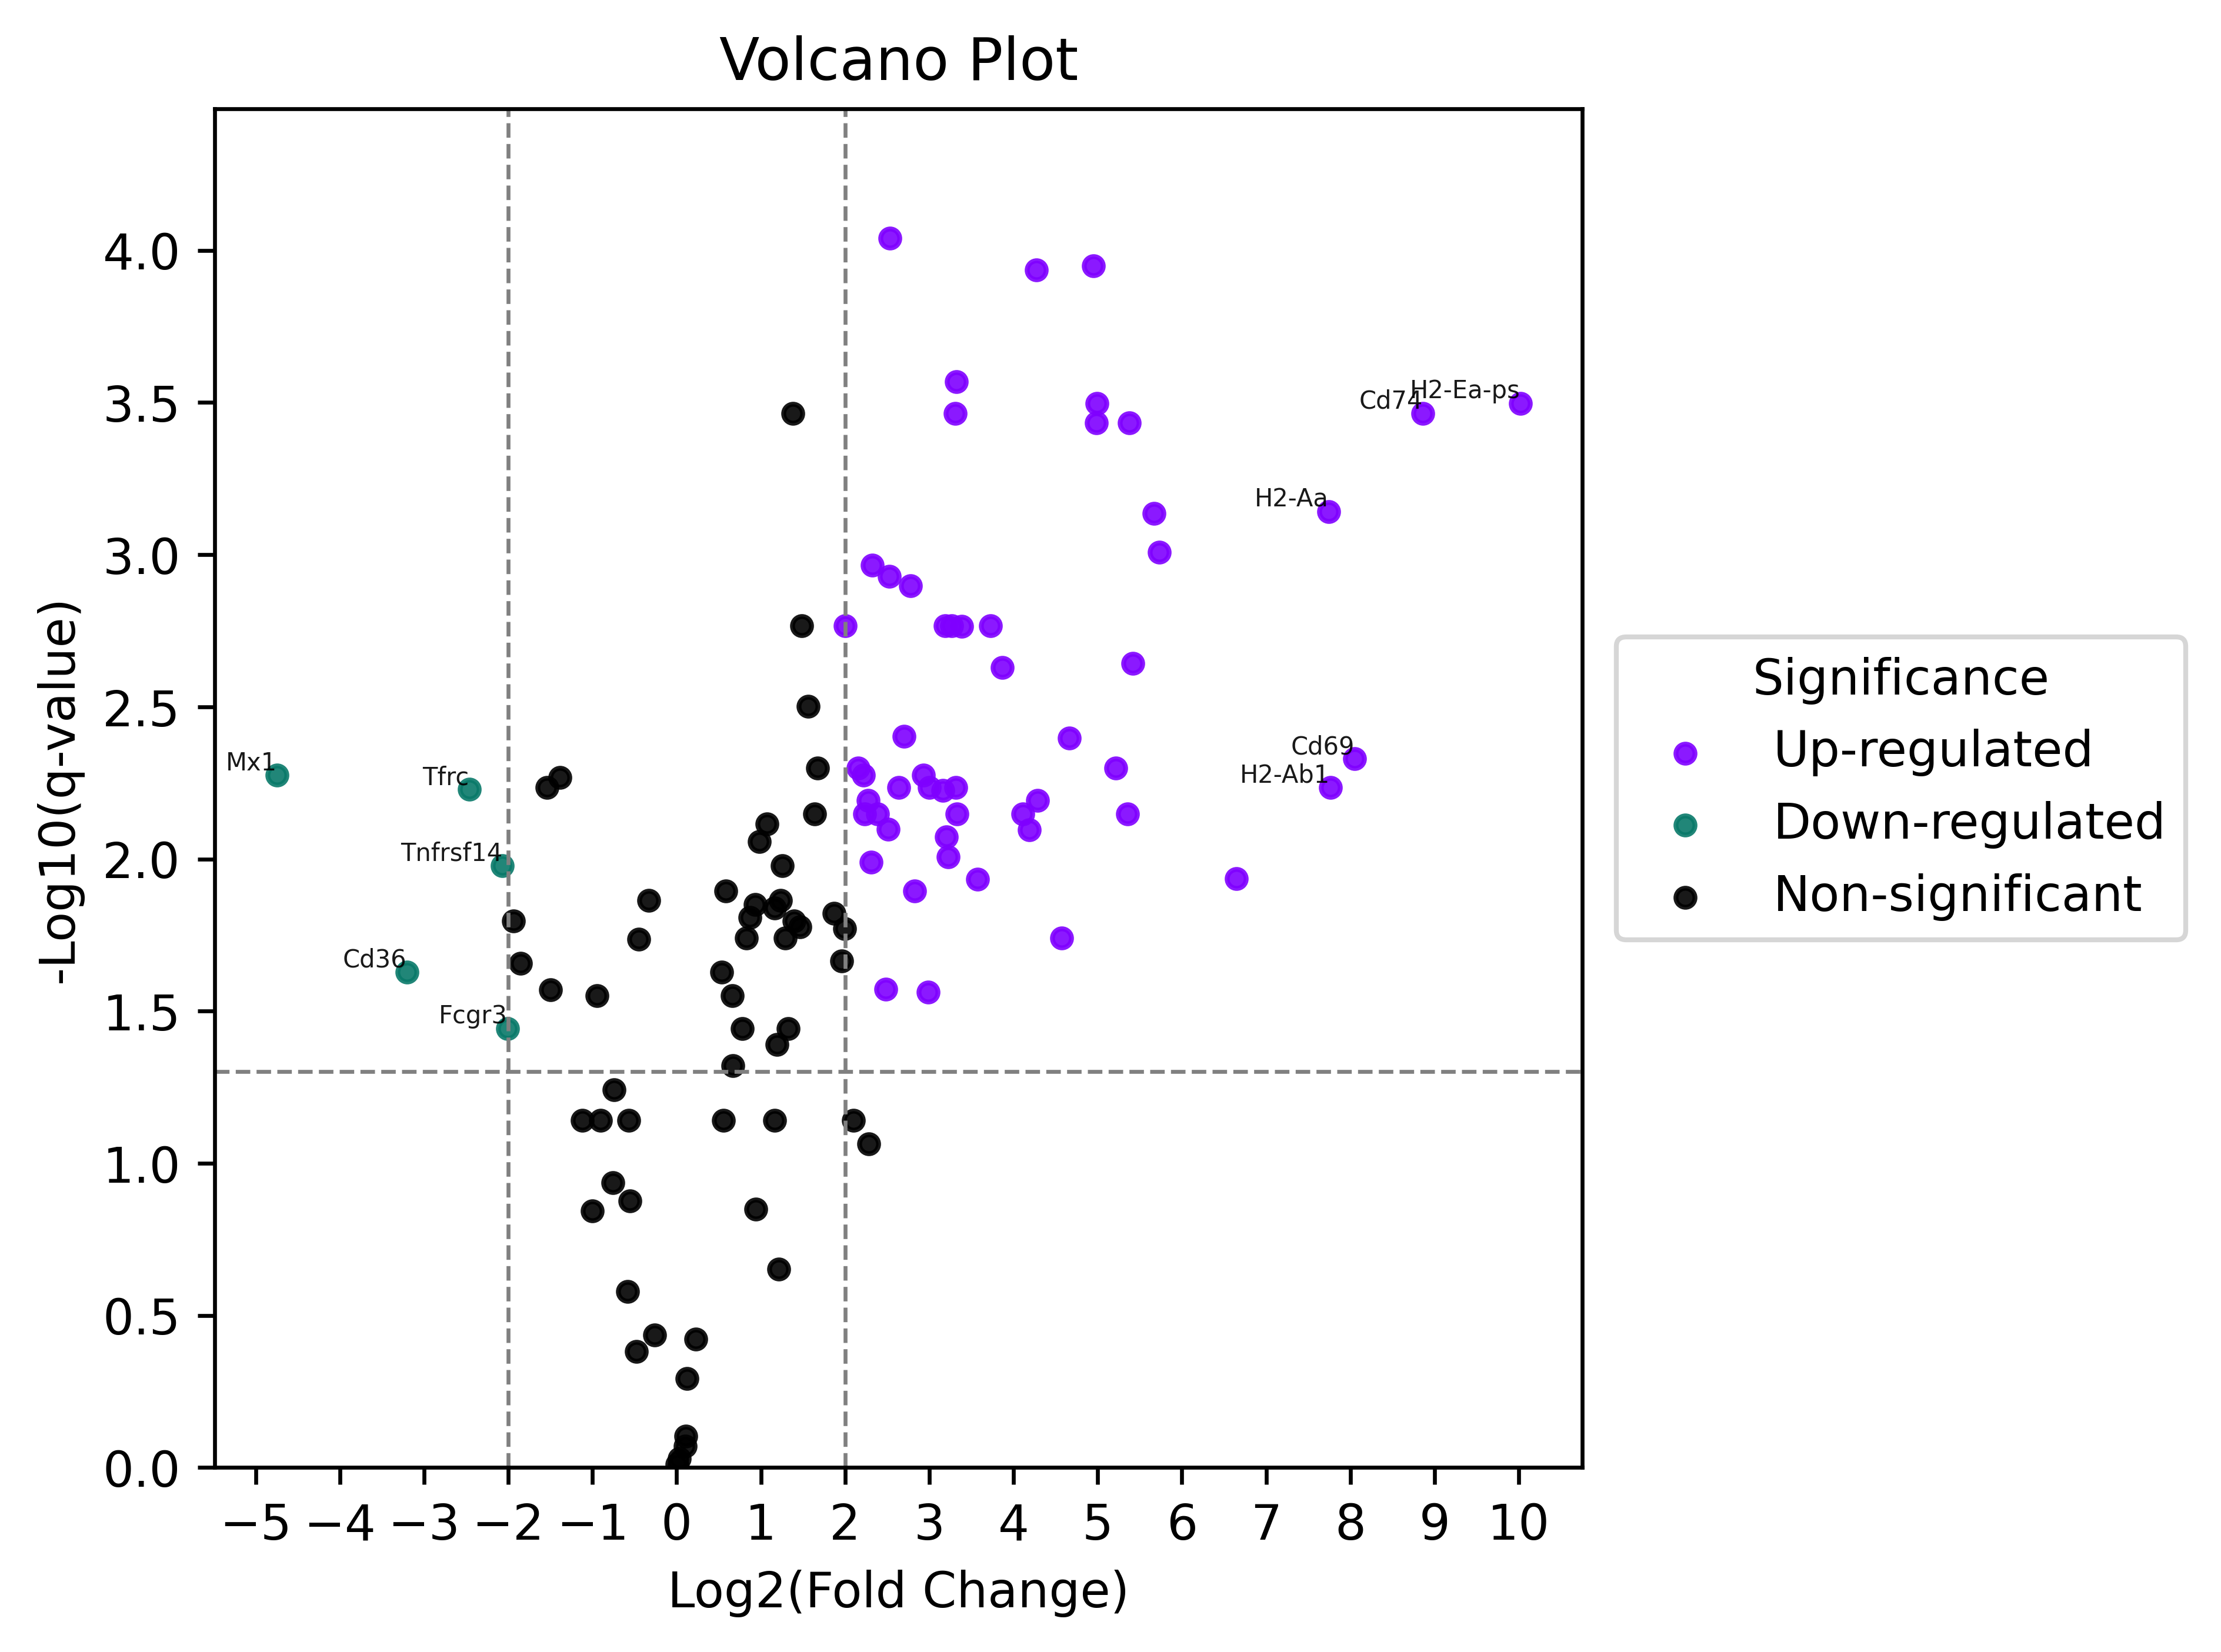 Volcano Plot
4.0
3.5
3.0
2.5
2.0
1.5
1.0
0.5
0.0
-Log10(q-value)
H2-Ea-ps
Cd74
H2-Aa
Cd69
H2-Ab1
Mx1
Tfrc
Tnfrsf14
Cd36
Fcgr3
−5 −4 −3 −2 −1 0 1 2 3 4 5 6 7 8 9 10
Log2(Fold Change)
Significance
Up-regulated
Down-regulated
Non-significant